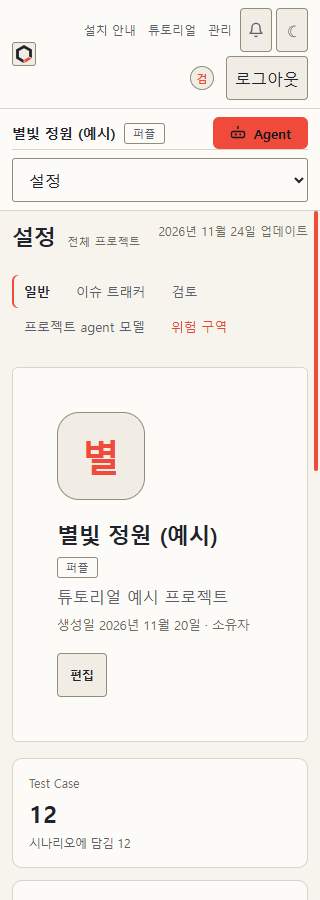 설치 안내 튜토리얼 관리
검 로그아웃
별빛 정원 (예시) 퍼즐 Agent
설정
설정 전체 프로젝트 2026년 11월 24일 업데이트
일반 이슈 트래커 검토
프로젝트 agent 모델 위험 구역
별
별빛 정원 (예시)
퍼즐
튜토리얼 예시 프로젝트
생성일 2026년 11월 20일 · 소유자
편집
Test Case
12
시나리오에 담김 12